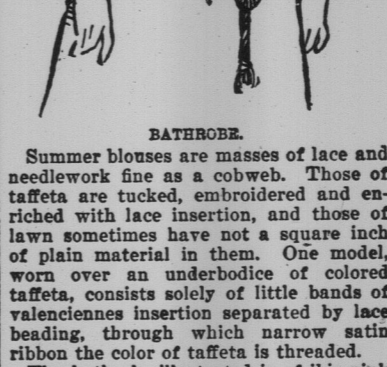 BATHROBE.
Summer blouses are masses of lace and
needlework fine as a cobweb. Those of
taffeta are tucked, embroidered and en-
riched with lace insertion, and those of
lawn sometimes have not a square inch
of plain material in them. One model,
worn over an underbodice of colored
taffeta, consists solely of little bands of
valenciennes insertion separated by lace
beading, through which narrow satin
ribbon the color of taffeta is threaded.